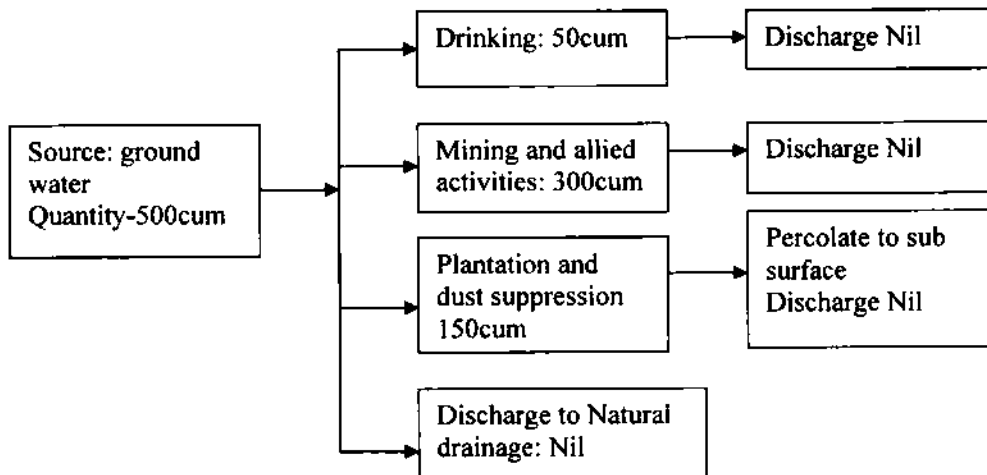 Drinking: 50cum
Discharge Nil
Source: ground
water
Quantity-500cum
Mining and allied
activities: 300cum
Discharge Nil
Plantation and
dust suppression
150cum
Percolate to sub
surface
Discharge Nil
Discharge to Natural
drainage: Nil